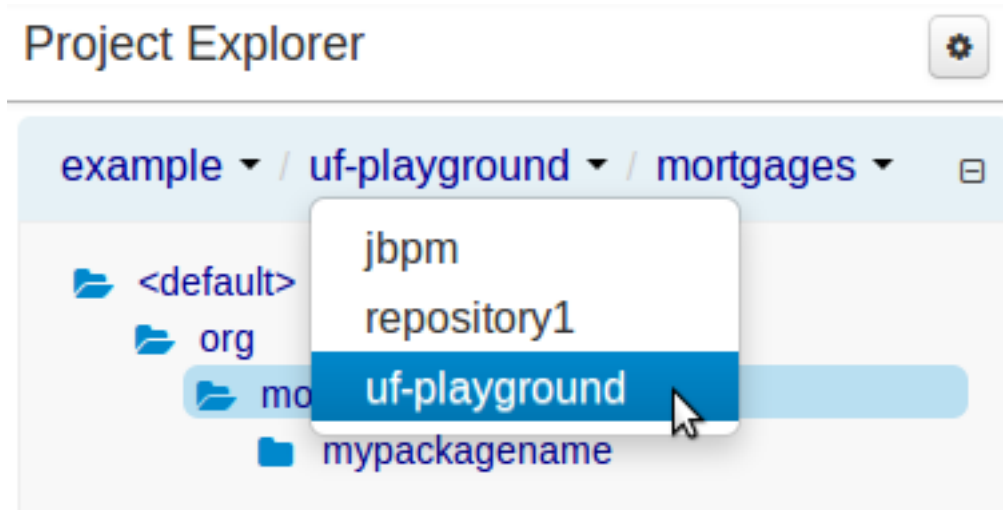 Project Explorer
example / uf-playground / mortgages
jbpm
<default>
repository1
org
uf-playground
mo
mypackagename